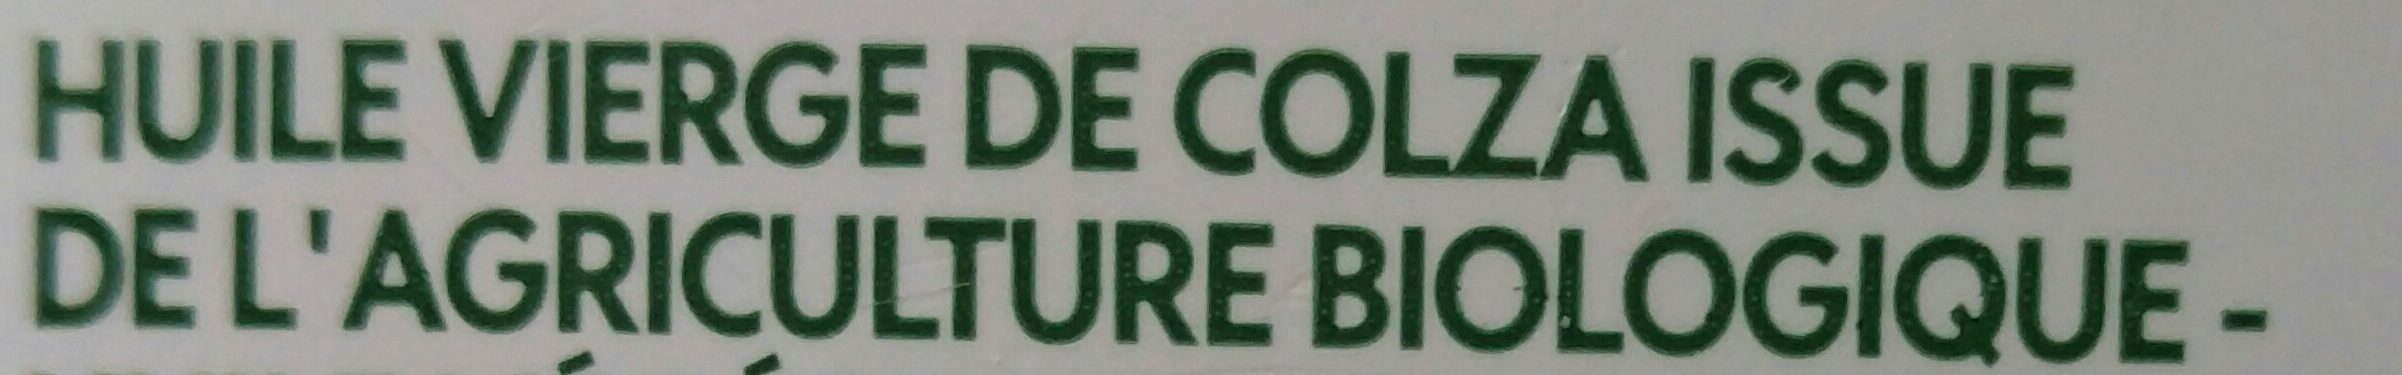 HUILE VIERGE DE COLZA ISSUE
DE L'AGRICULTURE BIOLOGIQUE -